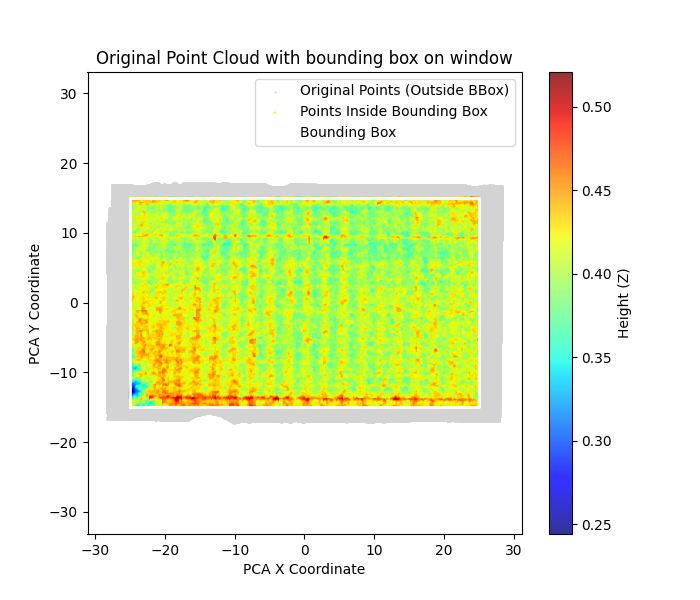 Original Point Cloud with bounding box on window
Original Points (Outside BBox)
Points Inside Bounding Box
Bounding Box
30
20
10
0
−10
−20
−30
PCA Y Coordinate
−30
−20
−10
0
10
20
30
PCA X Coordinate
0.50
0.45
0.40
0.35
0.30
0.25
Height (Z)